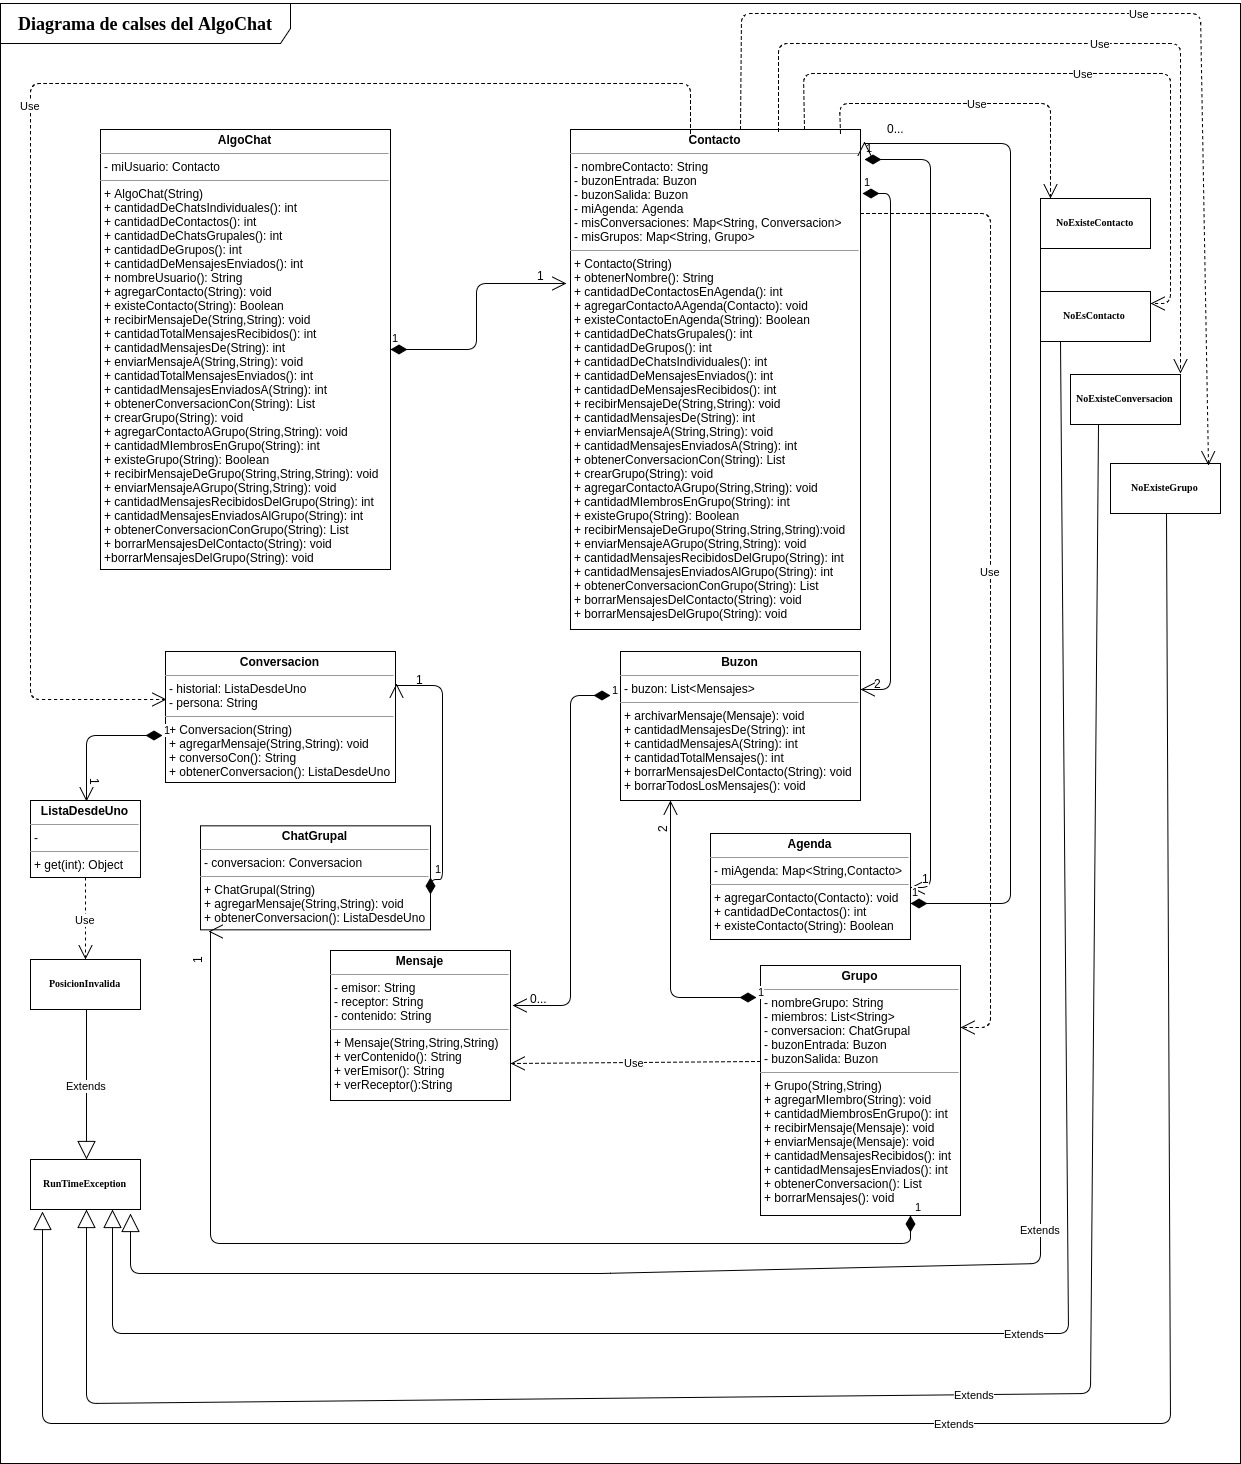 Diagrama de calses del AlgoChat
Use
Use
Use
Use
Use
AlgoChat
- miUsuario: Contacto
+ AlgoChat(String)
+ cantidadDeChatsIndividuales(): int
+ cantidadDeContactos(): int
+ cantidadDeChatsGrupales(): int
+ cantidadDeGrupos(): int
+ cantidadDeMensajesEnviados(): int
+ nombreUsuario(): String
+ agregarContacto(String): void
+ existeContacto(String): Boolean
+ recibirMensajeDe(String,String): void
+ cantidadTotalMensajesRecibidos(): int
+ cantidadMensajesDe(String): int
+ enviarMensajeA(String,String): void
+ cantidadTotalMensajesEnviados(): int
+ cantidadMensajesEnviadosA(String): int
+ obtenerConversacionCon(String): List
+ crearGrupo(String): void
+ agregarContactoAGrupo(String,String): void
+ cantidadMIembrosEnGrupo(String): int
+ existeGrupo(String): Boolean
+ recibirMensajeDeGrupo(String,String,String): void
+ enviarMensajeAGrupo(String,String): void
+ cantidadMensajesRecibidosDelGrupo(String): int
+ cantidadMensajesEnviadosAlGrupo(String): int
+ obtenerConversacionConGrupo(String): List
+ borrarMensajesDelContacto(String): void
+borrarMensajesDelGrupo(String): void
1
1
Contacto
- nombreContacto: String
- buzonEntrada: Buzon
- buzonSalida: Buzon
- miAgenda: Agenda
- misConversaciones: Map<String, Conversacion>
- misGrupos: Map<String, Grupo>
+ Contacto(String)
+ obtenerNombre(): String
+ cantidadDeContactosEnAgenda(): int
+ agregarContactoAAgenda(Contacto): void
+ existeContactoEnAgenda(String): Boolean
+ cantidadDeChatsGrupales(): int
+ cantidadDeGrupos(): int
+ cantidadDeChatsIndividuales(): int
+ cantidadDeMensajesEnviados(): int
+ cantidadDeMensajesRecibidos(): int
+ recibirMensajeDe(String,String): void
+ cantidadMensajesDe(String): int
+ enviarMensajeA(String,String): void
+ cantidadMensajesEnviadosA(String): int
+ obtenerConversacionCon(String): List
+ crearGrupo(String): void
+ agregarContactoAGrupo(String,String): void
+ cantidadMIembrosEnGrupo(String): int
+ existeGrupo(String): Boolean
+ recibirMensajeDeGrupo(String,String,String):void
+ enviarMensajeAGrupo(String,String): void
+ cantidadMensajesRecibidosDelGrupo(String): int
+ cantidadMensajesEnviadosAlGrupo(String): int
+ obtenerConversacionConGrupo(String): List
+ borrarMensajesDelContacto(String): void
+ borrarMensajesDelGrupo(String): void
0...
1
1
NoExisteContacto
NoEsContacto
NoExisteConversacion
NoExisteGrupo
Use
Conversacion
- historial: ListaDesdeUno
- persona: String
+ Conversacion(String)
+ agregarMensaje(String,String): void
+ conversoCon(): String
+ obtenerConversacion(): ListaDesdeUno
1
1
1
Buzon
- buzon: List<Mensajes>
+ archivarMensaje(Mensaje): void
+ cantidadMensajesDe(String): int
+ cantidadMensajesA(String): int
+ cantidadTotalMensajes(): int
+ borrarMensajesDelContacto(String): void
+ borrarTodosLosMensajes(): void
1
2
2
ListaDesdeUno
-
+ get(int): Object
ChatGrupal
- conversacion: Conversacion
+ ChatGrupal(String)
+ agregarMensaje(String,String): void
+ obtenerConversacion(): ListaDesdeUno
1
1
Agenda
- miAgenda: Map<String,Contacto>
+ agregarContacto(Contacto): void
+ cantidadDeContactos(): int
+ existeContacto(String): Boolean
1
1
Use
PosicionInvalida
Mensaje
- emisor: String
- receptor: String
- contenido: String
+ Mensaje(String,String,String)
+ verContenido(): String
+ verEmisor(): String
+ verReceptor():String
0...
Use
Grupo
- nombreGrupo: String
- miembros: List<String>
- conversacion: ChatGrupal
- buzonEntrada: Buzon
- buzonSalida: Buzon
+ Grupo(String,String)
+ agregarMIembro(String): void
+ cantidadMiembrosEnGrupo(): int
+ recibirMensaje(Mensaje): void
+ enviarMensaje(Mensaje): void
+ cantidadMensajesRecibidos(): int
+ cantidadMensajesEnviados(): int
+ obtenerConversacion(): List
+ borrarMensajes(): void
1
1
Extends
RunTimeException
Extends
Extends
Extends
Extends